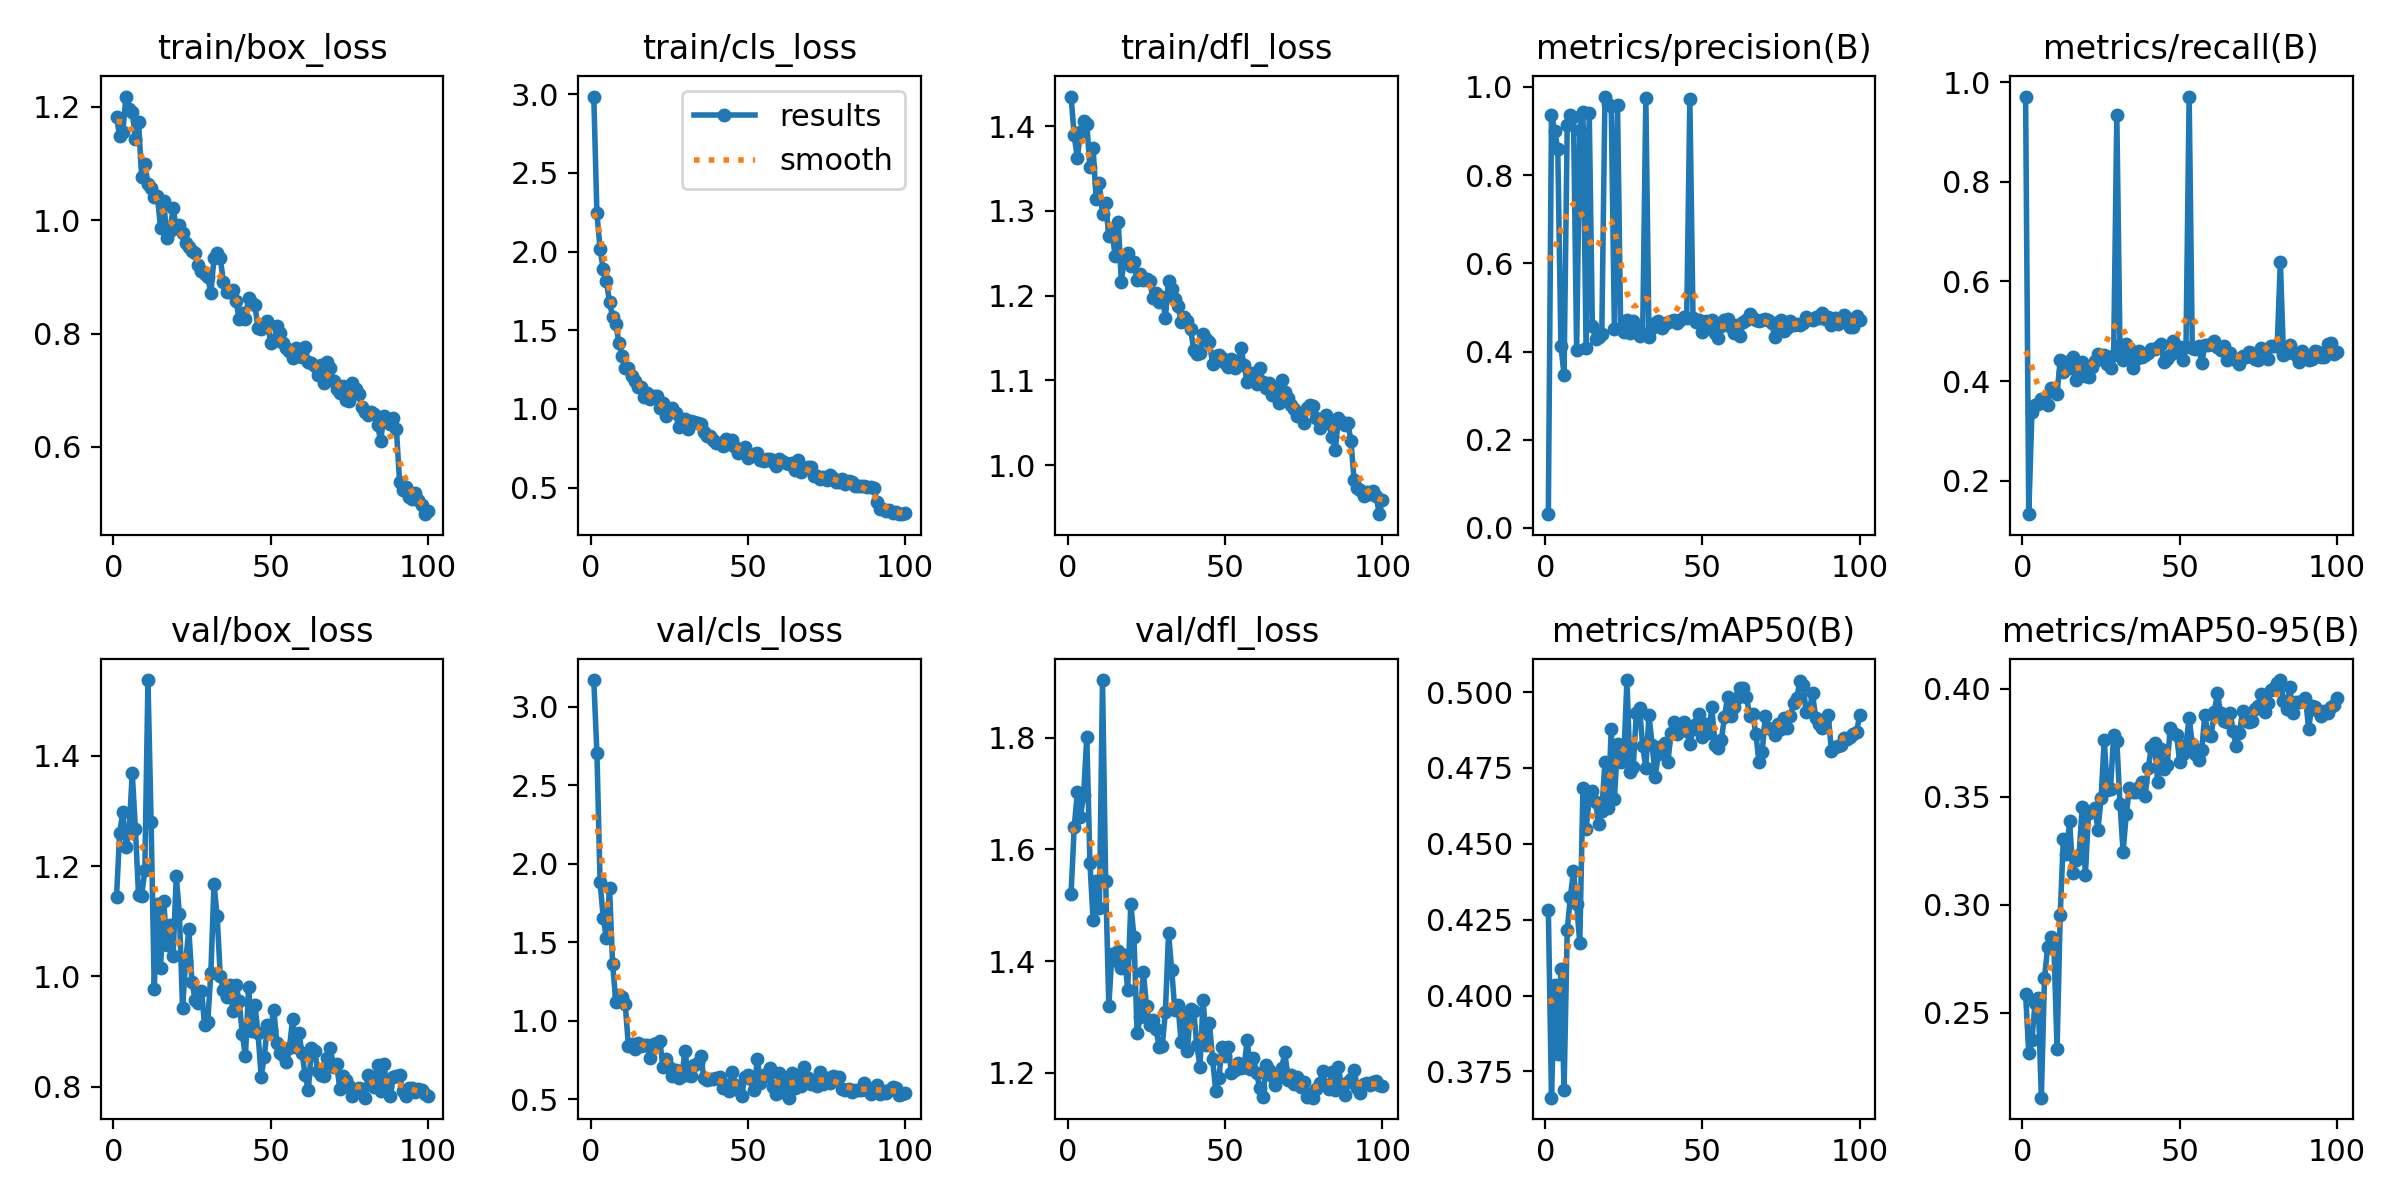 train/box_loss
1.2
1.0
0.8
0.6
0 50 100
train/cls_loss
3.0
2.5
2.0
1.5
1.0
0.5
results
smooth
0 50 100
train/dfl_loss
1.4
1.3
1.2
1.1
1.0
0 50 100
metrics/precision(B)
1.0
0.8
0.6
0.4
0.2
0.0
0 50 100
metrics/recall(B)
1.0
0.8
0.6
0.4
0.2
0 50 100
val/box_loss
1.4
1.2
1.0
0.8
0 50 100
val/cls_loss
3.0
2.5
2.0
1.5
1.0
0.5
0 50 100
val/dfl_loss
1.8
1.6
1.4
1.2
0 50 100
metrics/mAP50(B)
0.500
0.475
0.450
0.425
0.400
0.375
0 50 100
metrics/mAP50-95(B)
0.40
0.35
0.30
0.25
0 50 100